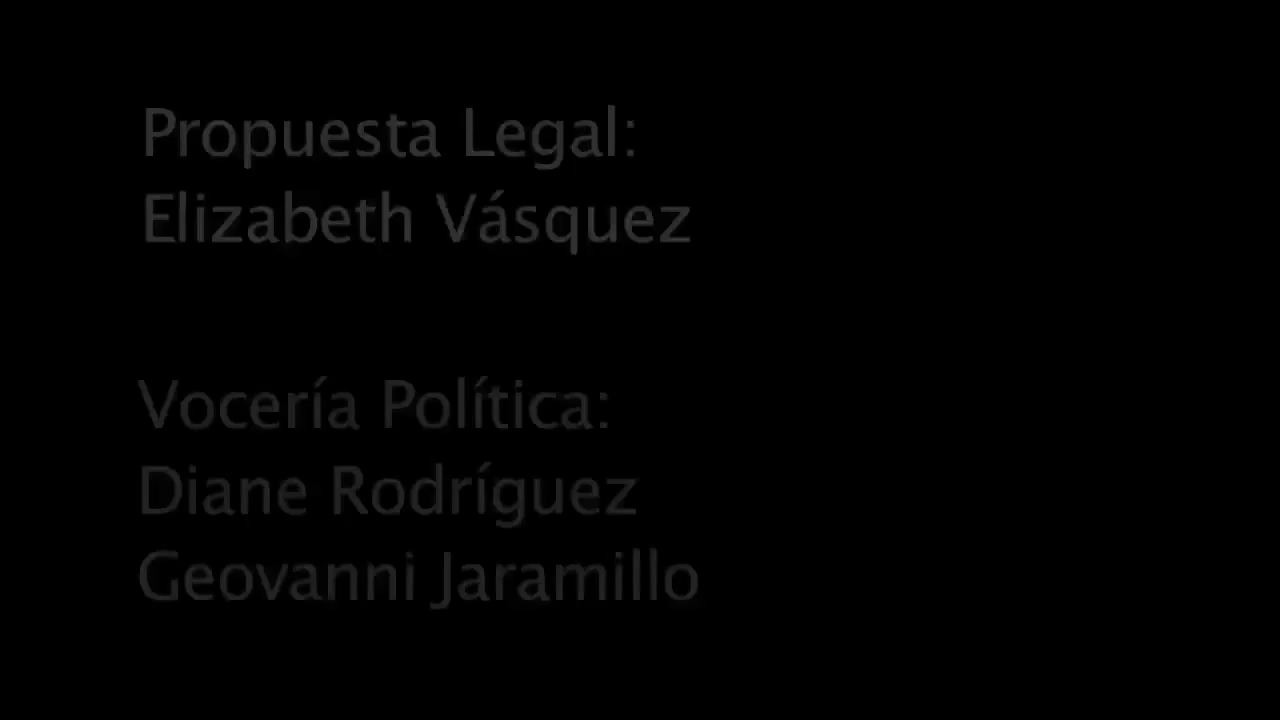 Propuesta Legal:
Elizabeth Vásquez
Vocería Política:
Diane Rodríguez
Geovanni Jaramillo